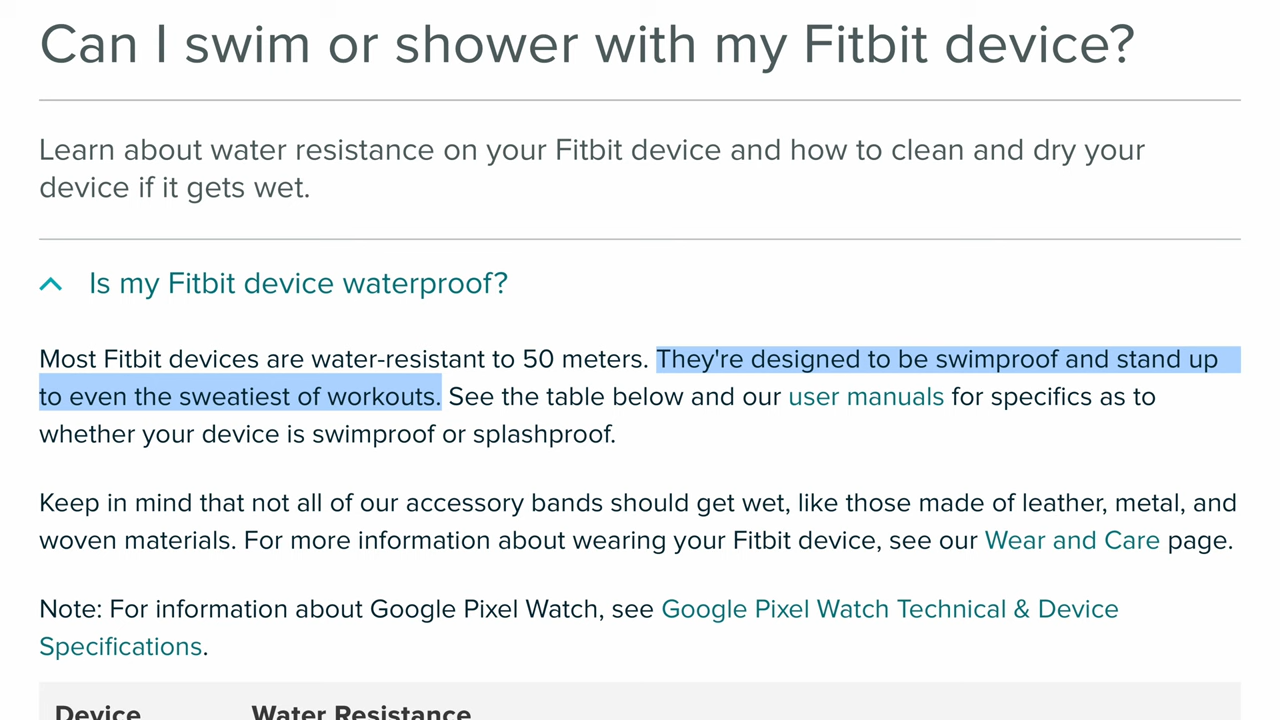 Can I swim or shower with my Fitbit device?
Learn about water resistance on your Fitbit device and how to clean and dry your
device if it gets wet.
Is my Fitbit device waterproof?
Most Fitbit devices are water-resistant to 50 meters. They're designed to be swimproof and stand up
to even the sweatiest of workouts. See the table below and our user manuals for specifics as to
whether your device is swimproof or splashproof.
Keep in mind that not all of our accessory bands should get wet, like those made of leather, metal, and
woven materials. For more information about wearing your Fitbit device, see our Wear and Care page.
Note: For information about Google Pixel Watch, see Google Pixel Watch Technical & Device
Specifications.
Device Water Resistance